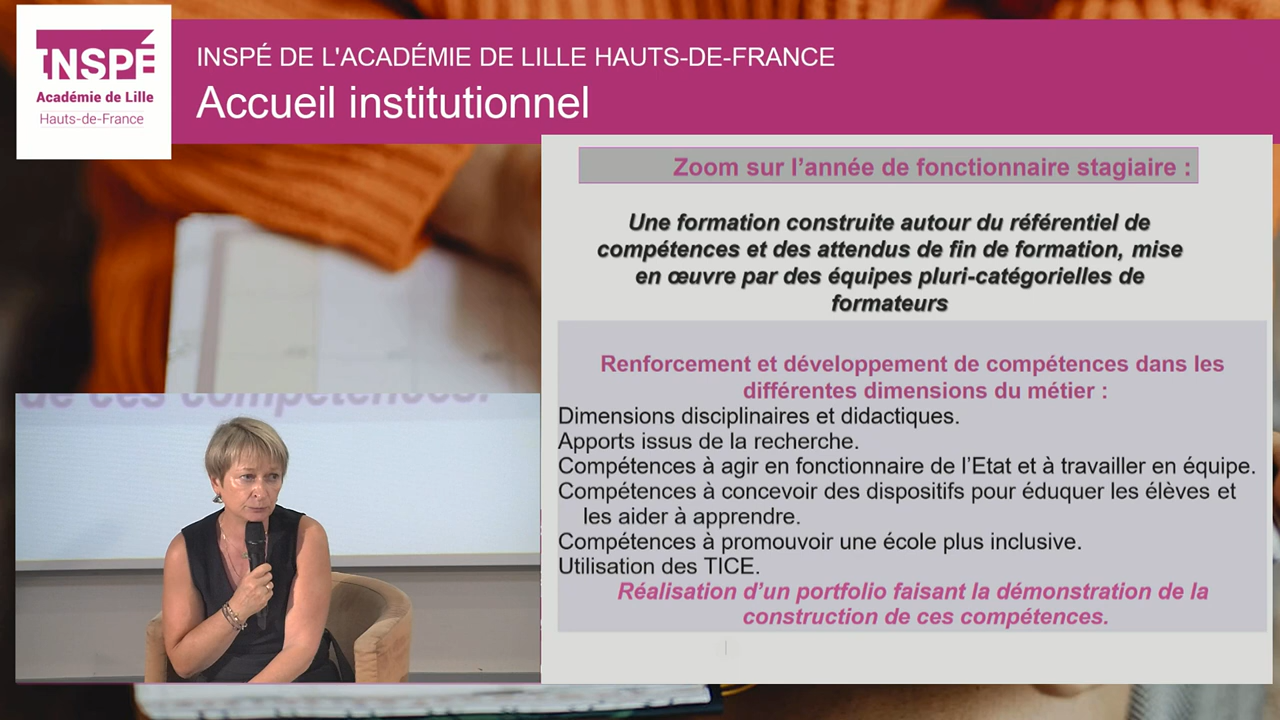 INSPÉ
Académie de Lille
Hauts-de-France
INSPÉ DE L'ACADÉMIE DE LILLE HAUTS-DE-FRANCE
Accueil institutionnel
Zoom sur l’année de fonctionnaire stagiaire :
Une formation construite autour du référentiel de
compétences et des attendus de fin de formation, mise
en œuvre par des équipes pluri-catégorielles de
formateurs
Renforcement et développement de compétences dans les
différentes dimensions du métier :
Dimensions disciplinaires et didactiques.
Apports issus de la recherche.
Compétences à agir en fonctionnaire de l’Etat et à travailler en équipe.
Compétences à concevoir des dispositifs pour éduquer les élèves et
les aider à apprendre.
Compétences à promouvoir une école plus inclusive.
Utilisation des TICE.
Réalisation d’un portfolio faisant la démonstration de la
construction de ces compétences.
de ces compétences.